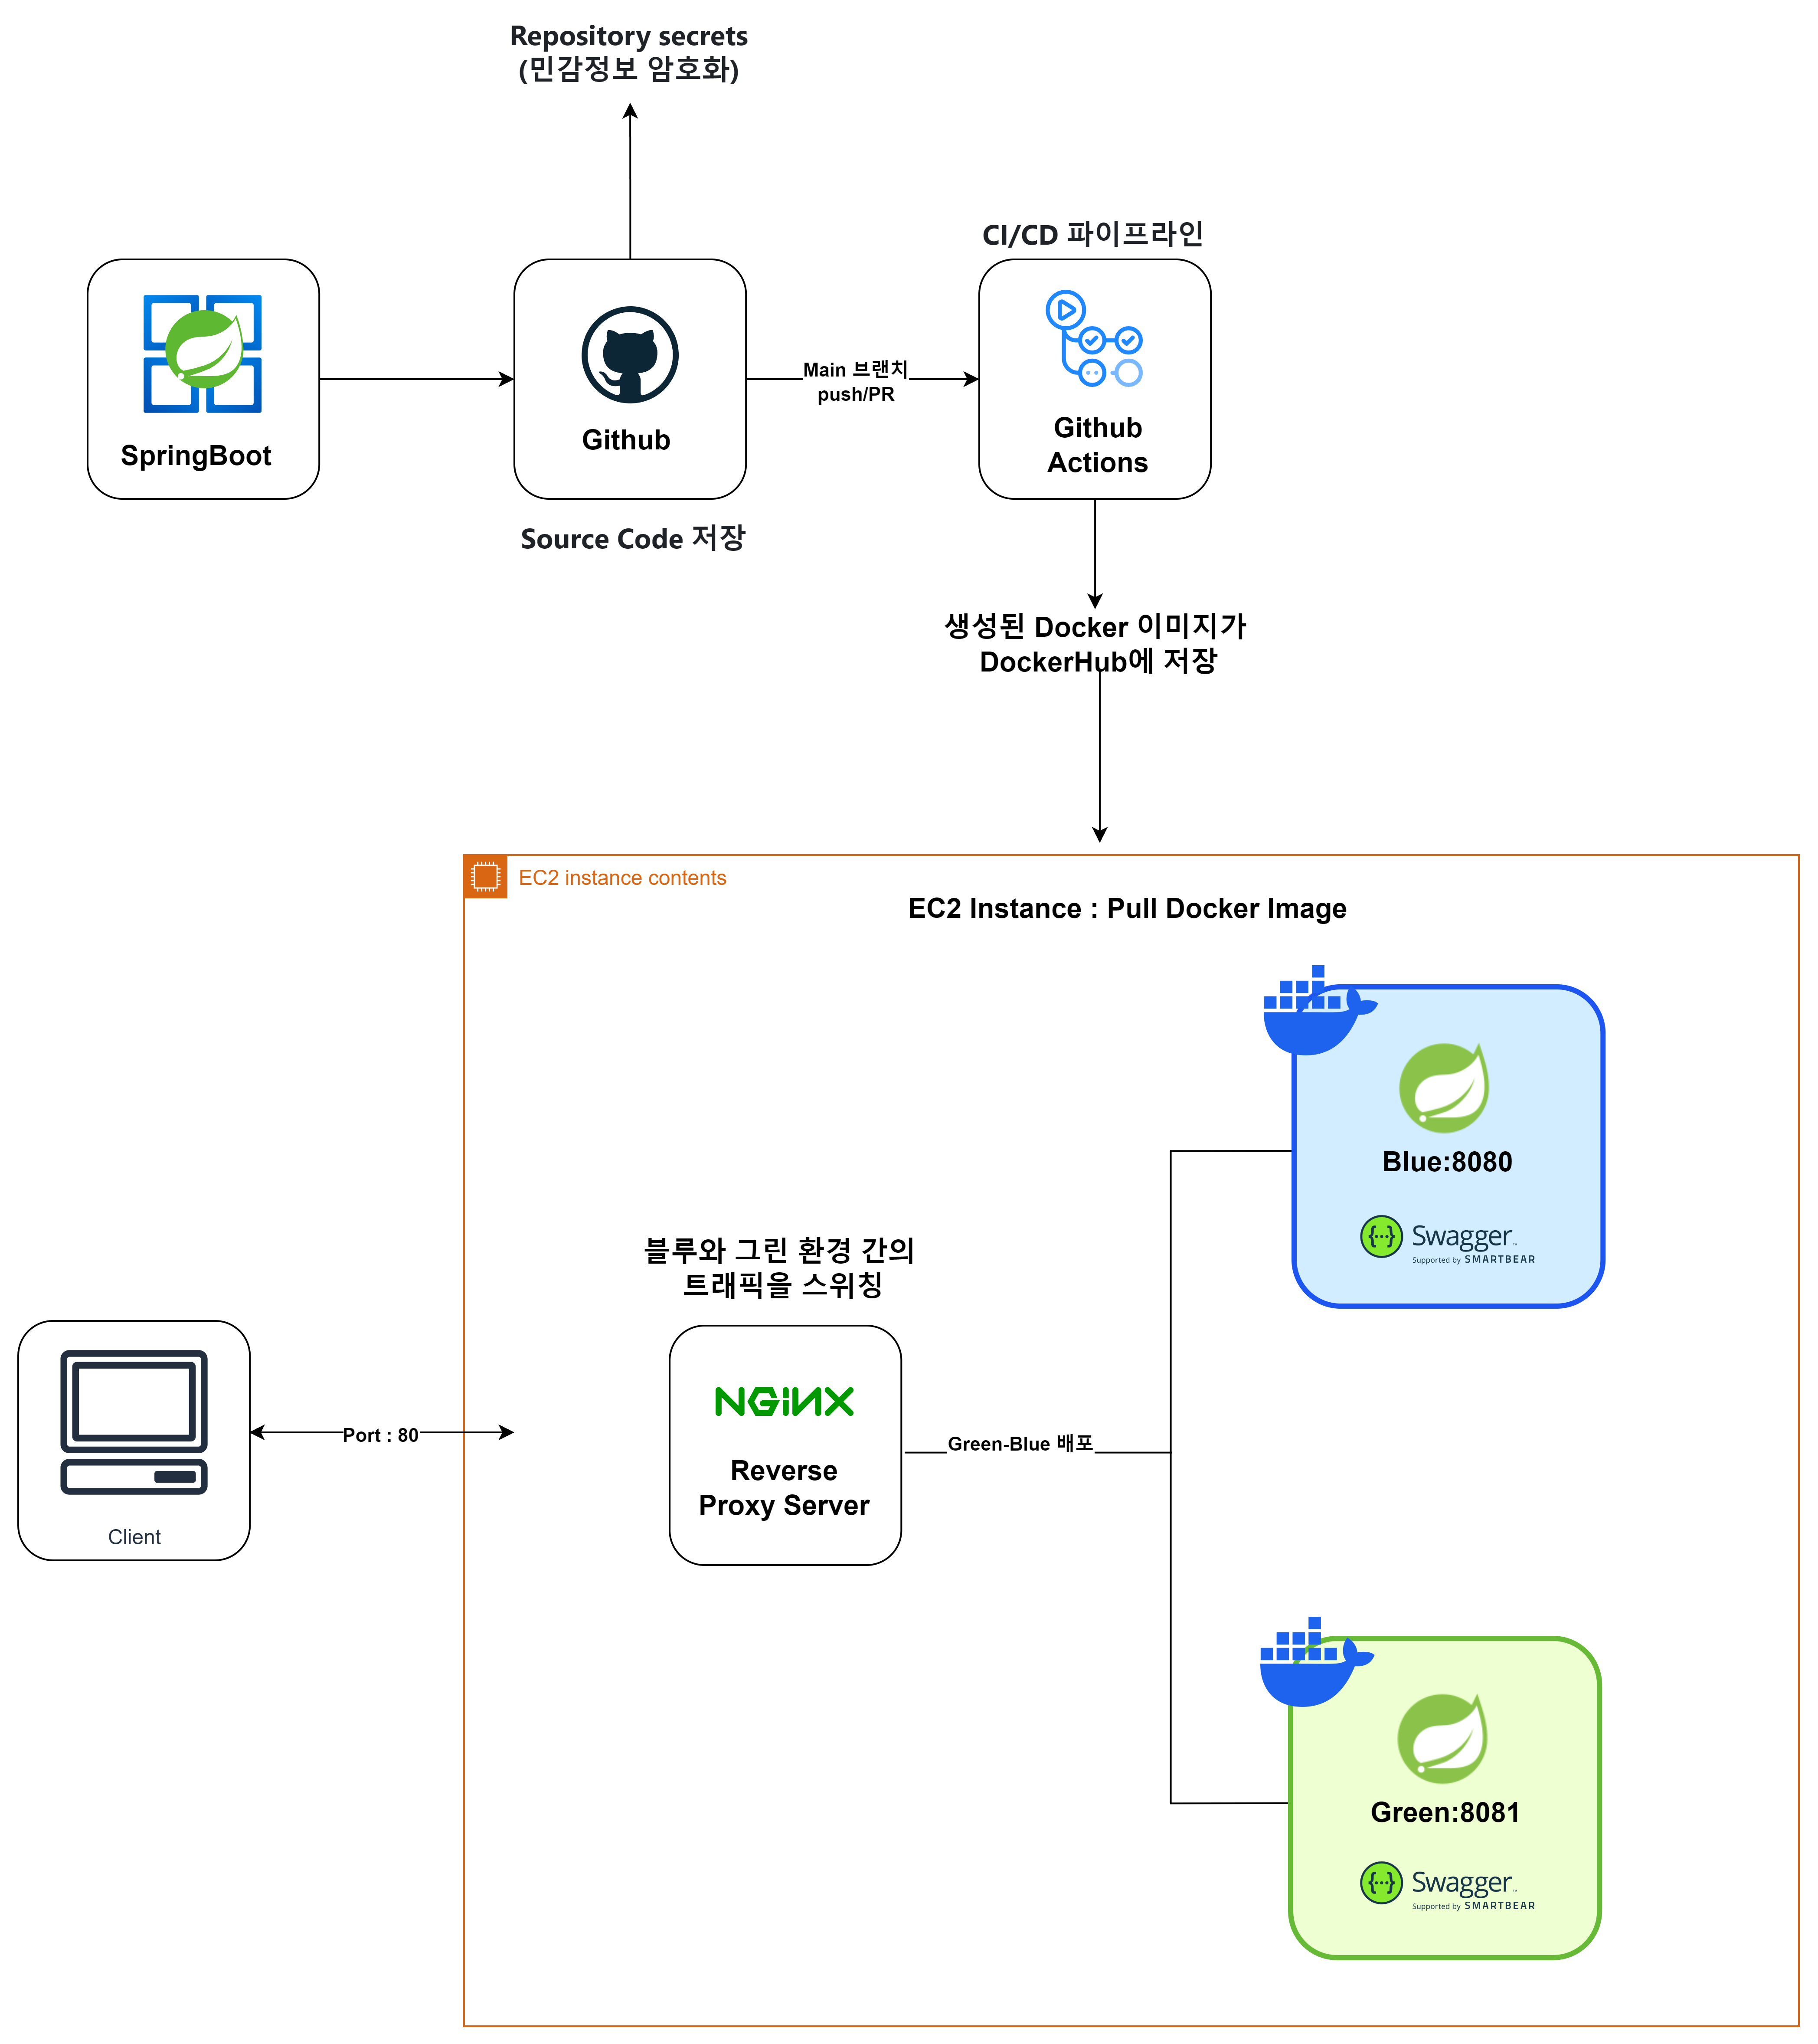 Repository secrets
(민감정보 암호화)
CI/CD 파이프라인
SpringBoot
Github
Main 브랜치
push/PR
Github
Actions
Source Code 저장
생성된 Docker 이미지가
DockerHub에 저장
EC2 instance contents
EC2 Instance : Pull Docker Image
Blue:8080
Swagger™
Supported by SMARTBEAR
블루와 그린 환경 간의
트래픽을 스위칭
NGINX
Reverse
Proxy Server
Port : 80
Green-Blue 배포
Client
Green:8081
Swagger™
Supported by SMARTBEAR